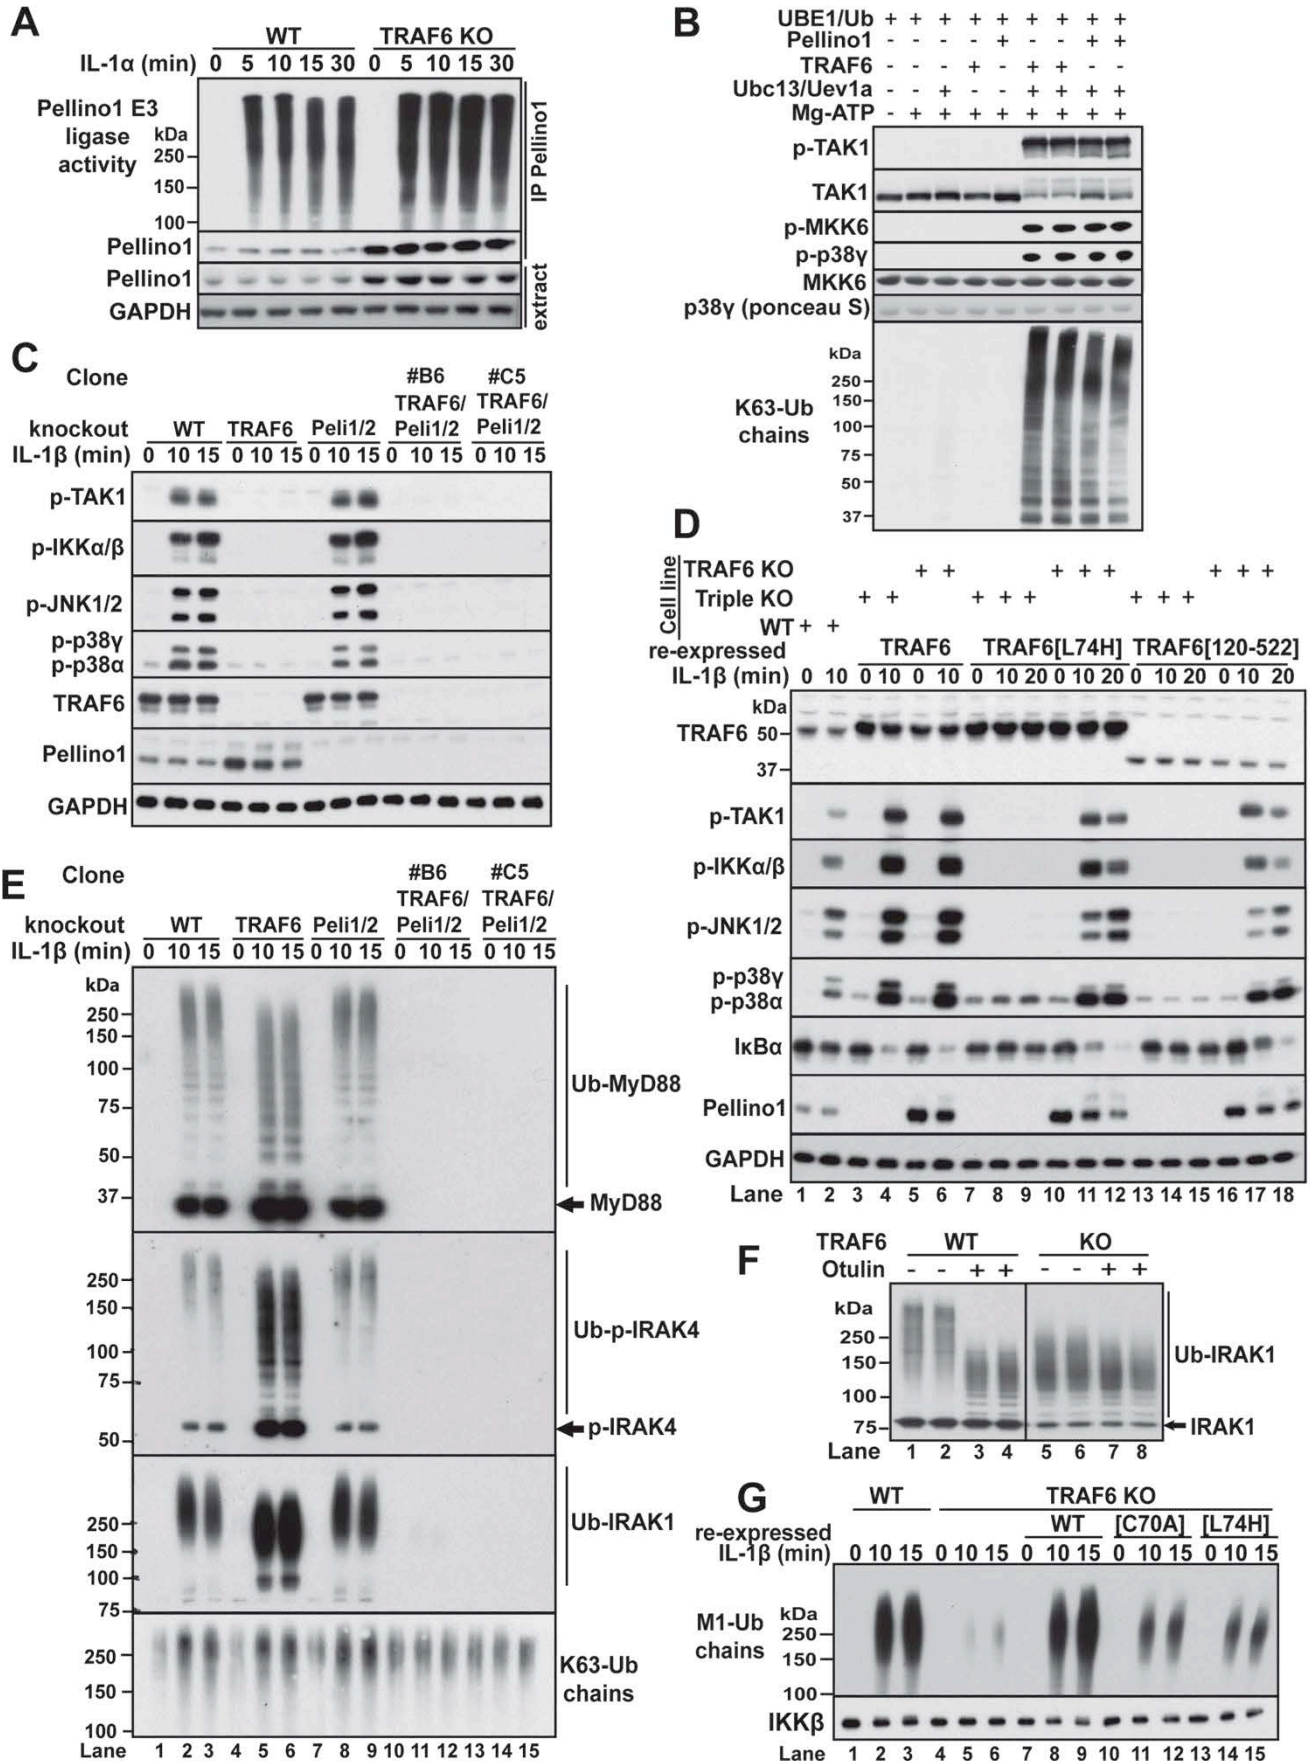 A
WT TRAF6 KO
IL-1α (min) 0 5 10 15 30 0 5 10 15 30
Pellino1 E3
ligase
activity
kDa
250
150
100
IP Pellino1
Pellino1
Pellino1
GAPDH
extract
B
UBE1/Ub + + + + + + + + +
Pellino1 - - - - + - - + +
TRAF6 - - - + - + + - -
Ubc13/Uev1a - - + - - + + + +
Mg-ATP - + + + + + + + +
p-TAK1
TAK1
p-MKK6
p-p38γ
MKK6
p38γ (ponceau S)
kDa
250
150
100
75
50
37
K63-Ub
chains
C
Clone #B6 #C5
TRAF6/ TRAF6/
knockout WT TRAF6 Peli1/2 Peli1/2 Peli1/2
IL-1β (min) 0 10 15 0 10 15 0 10 15 0 10 15 0 10 15
p-TAK1
p-IKKα/β
p-JNK1/2
p-p38γ
p-p38α
TRAF6
Pellino1
GAPDH
D
Cell line
TRAF6 KO + + + + + + + +
Triple KO + + + + + + + +
WT + +
re-expressed TRAF6 TRAF6[L74H] TRAF6[120-522]
IL-1β (min) 0 10 0 10 0 10 0 10 20 0 10 20 0 10 20 0 10 20
kDa
TRAF6 50
37
p-TAK1
p-IKKα/β
p-JNK1/2
p-p38γ
p-p38α
IκBα
Pellino1
GAPDH
Lane 1 2 3 4 5 6 7 8 9 10 11 12 13 14 15 16 17 18
E
Clone #B6 #C5
TRAF6/ TRAF6/
knockout WT TRAF6 Peli1/2 Peli1/2 Peli1/2
IL-1β (min) 0 10 15 0 10 15 0 10 15 0 10 15 0 10 15
kDa
250
150
100
75
50
37
Ub-MyD88
MyD88
250
150
100
75
50
Ub-p-IRAK4
p-IRAK4
250
150
100
75
Ub-IRAK1
250
150
100
K63-Ub
chains
Lane 1 2 3 4 5 6 7 8 9 10 11 12 13 14 15
F
TRAF6 WT KO
Otulin - - + + - - + +
kDa
250
150
100
75
Ub-IRAK1
IRAK1
Lane 1 2 3 4 5 6 7 8
G
WT TRAF6 KO
re-expressed WT [C70A] [L74H]
IL-1β (min) 0 10 15 0 10 15 0 10 15 0 10 15 0 10 15
M1-Ub
chains
kDa
250
150
100
IKKβ
Lane 1 2 3 4 5 6 7 8 9 10 11 12 13 14 15